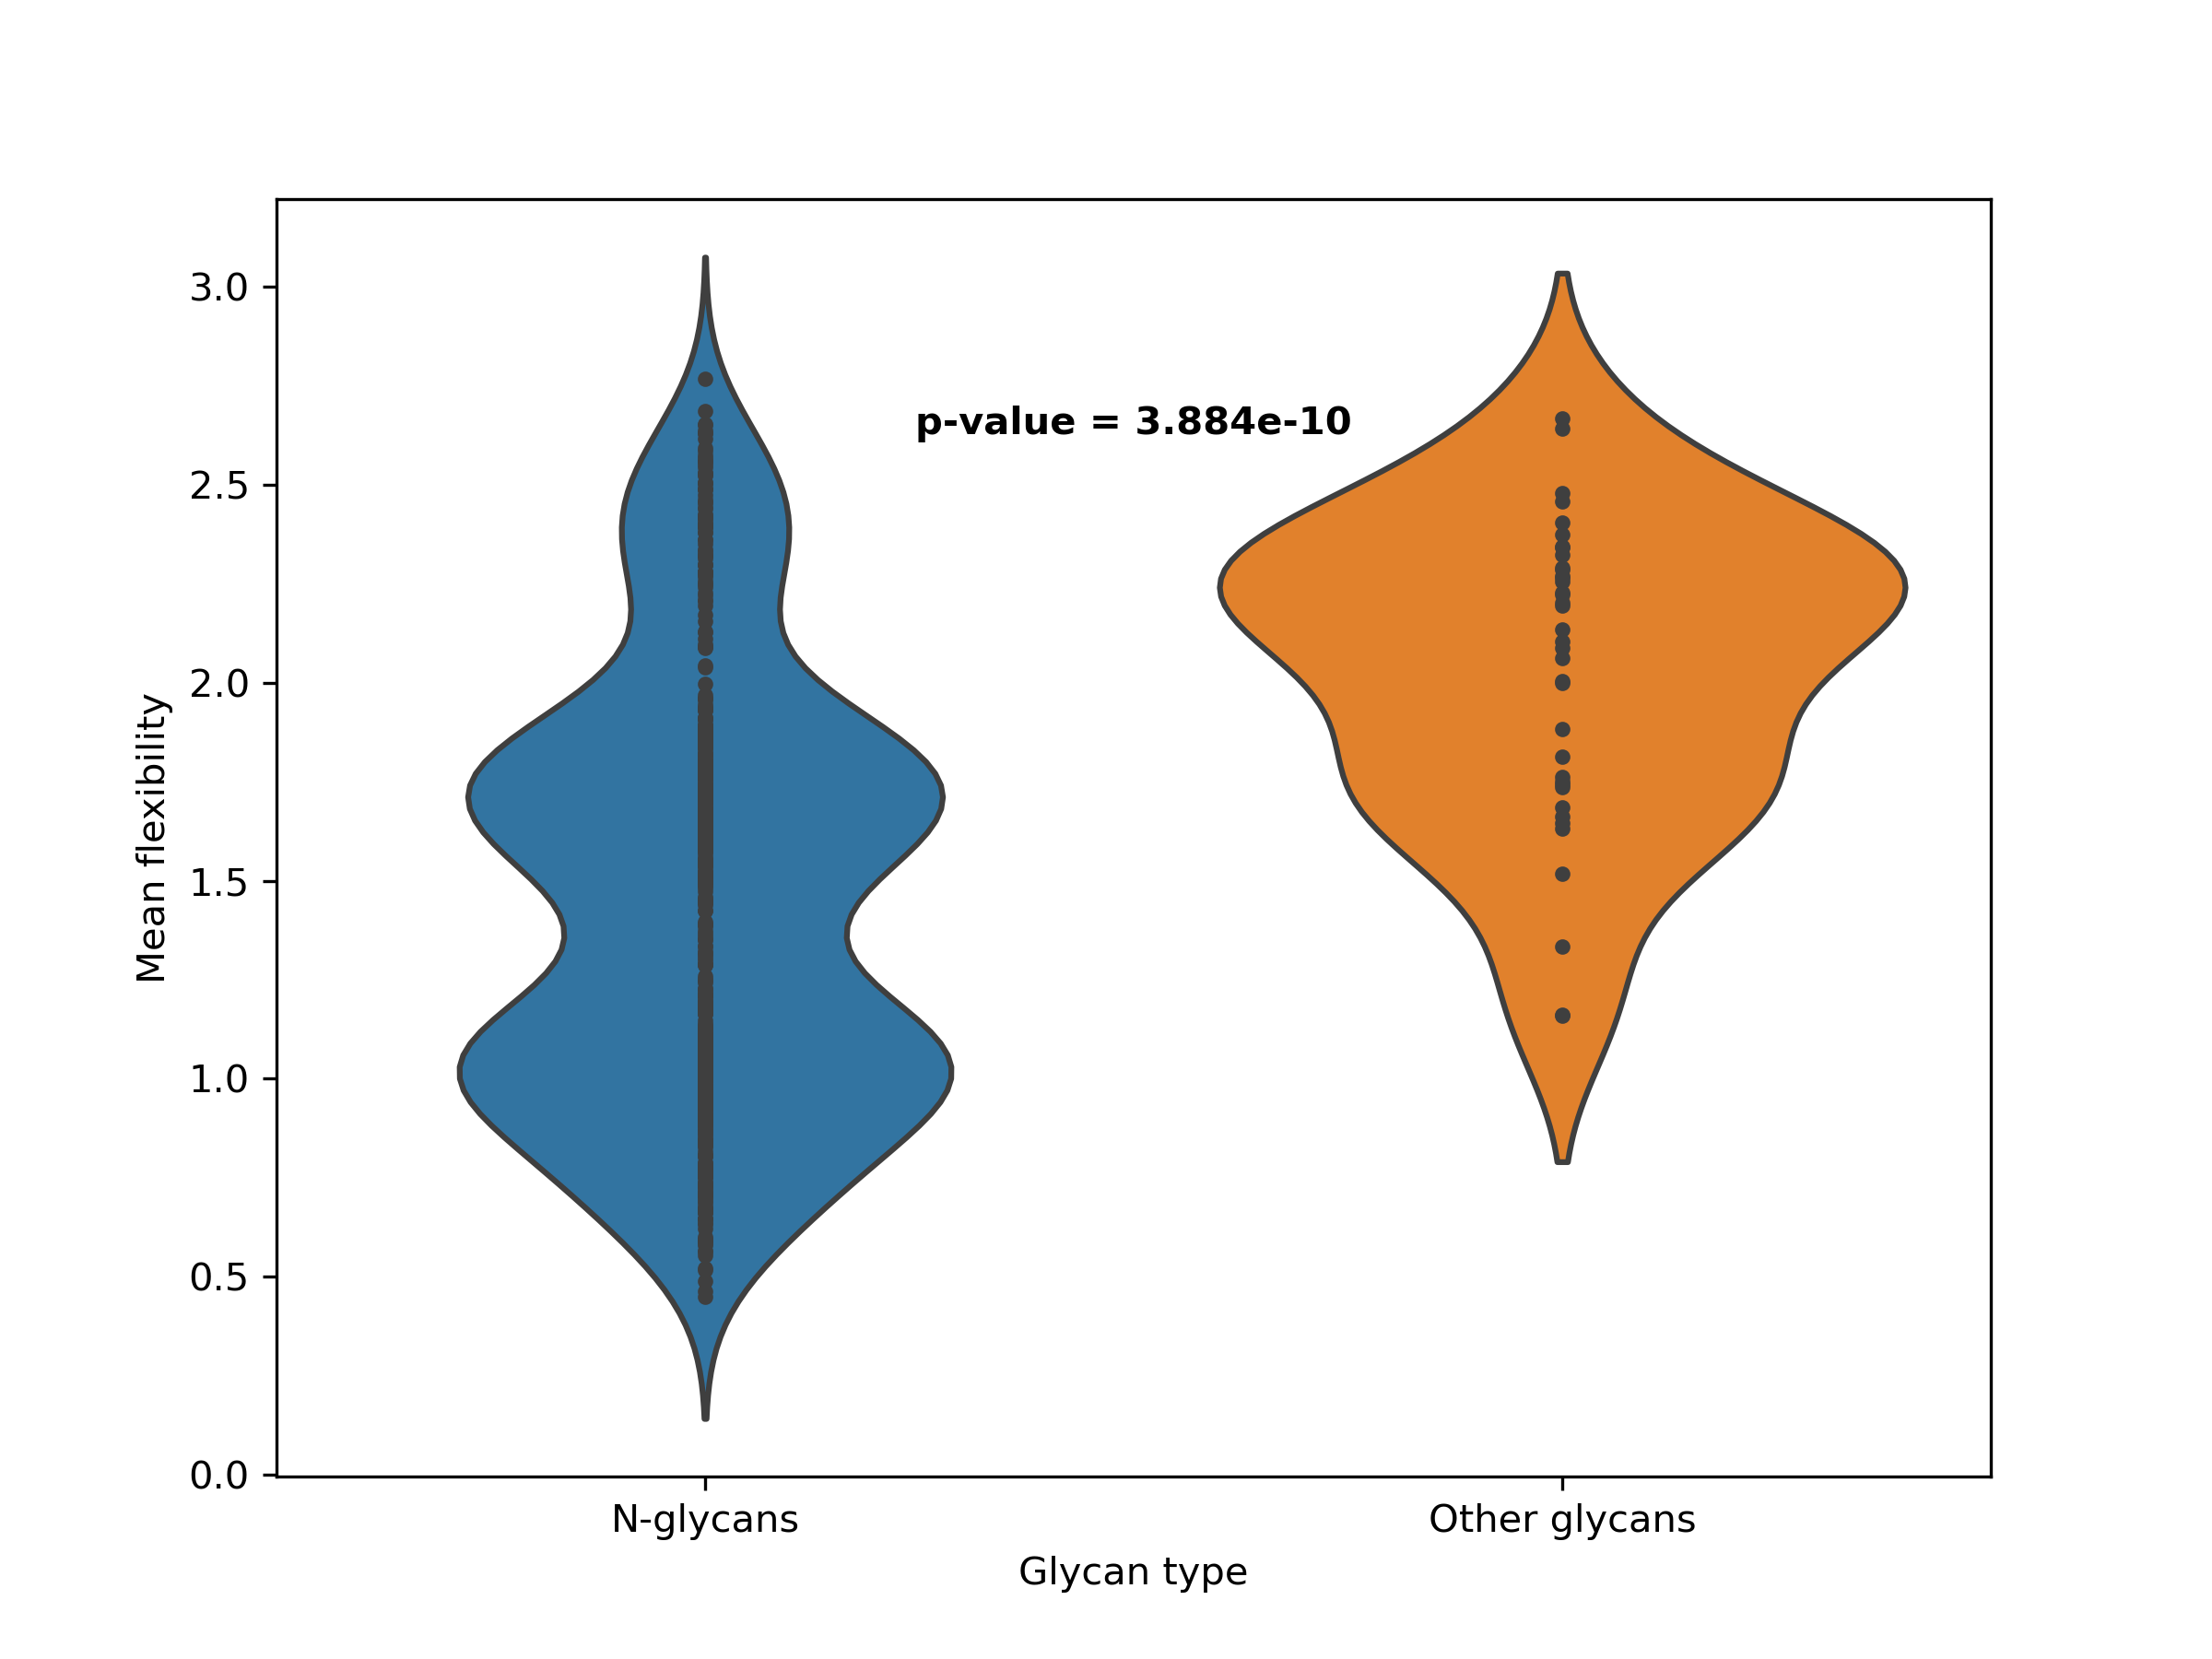 3.0
p-value = 3.884e-10
2.5
2.0
Mean flexibility
1.5
1.0
0.5
0.0
N-glycans
Other glycans
Glycan type